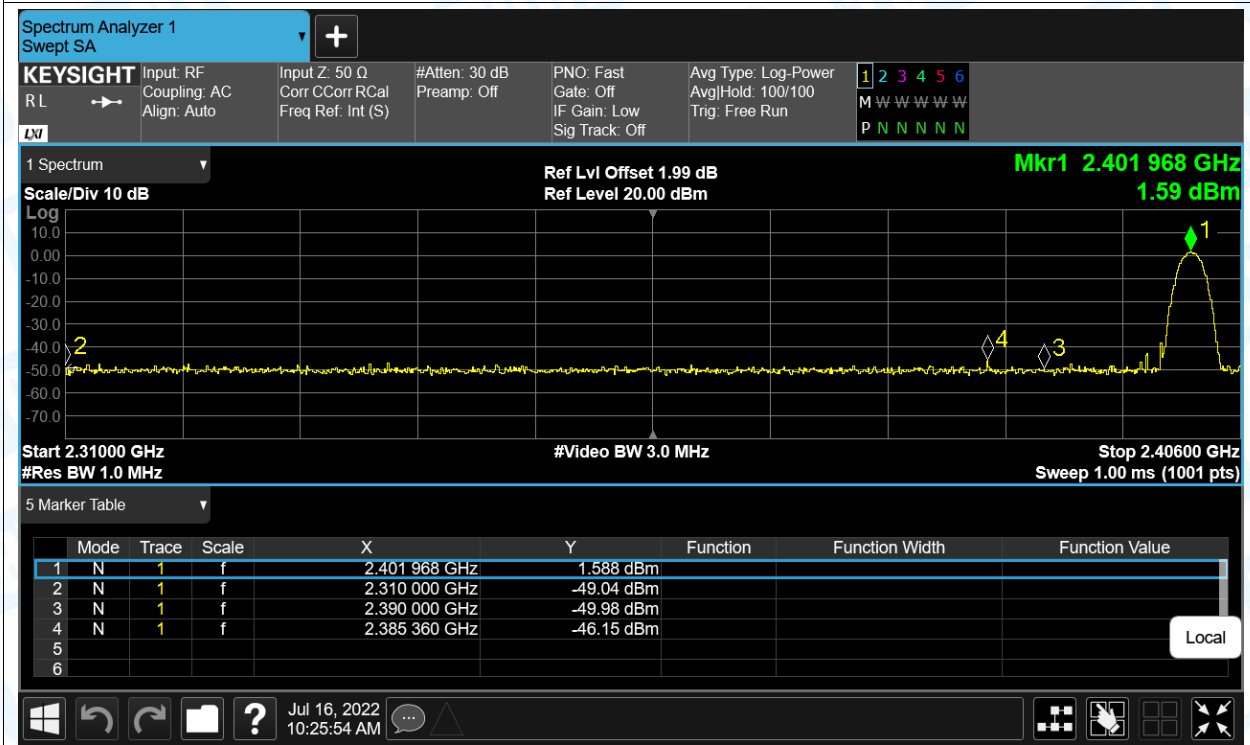 Spectrum Analyzer 1
Swept SA
KEYSIGHT
R L
LXI
Input: RF
Coupling: AC
Align: Auto
Input Z: 50 Ω
Corr CCorr RCal
Freq Ref: Int (S)
#Atten: 30 dB
Preamp: Off
PNO: Fast
Gate: Off
IF Gain: Low
Sig Track: Off
Avg Type: Log-Power
Avg|Hold: 100/100
Trig: Free Run
1 2 3 4 5 6
M W W W W W
P N N N N N
1 Spectrum
Scale/Div 10 dB
Ref Lvl Offset 1.99 dB
Ref Level 20.00 dBm
Mkr1 2.401 968 GHz
1.59 dBm
Log
10.0
0.00
-10.0
-20.0
-30.0
-40.0
-50.0
-60.0
-70.0
2
4
3
1
Start 2.31000 GHz
#Video BW 3.0 MHz
Stop 2.40600 GHz
#Res BW 1.0 MHz
Sweep 1.00 ms (1001 pts)
5 Marker Table
Mode Trace Scale X Y Function Function Width Function Value
1 N 1 f 2.401 968 GHz 1.588 dBm
2 N 1 f 2.310 000 GHz -49.04 dBm
3 N 1 f 2.390 000 GHz -49.98 dBm
4 N 1 f 2.385 360 GHz -46.15 dBm
5
6
Local
?
Jul 16, 2022
10:25:54 AM